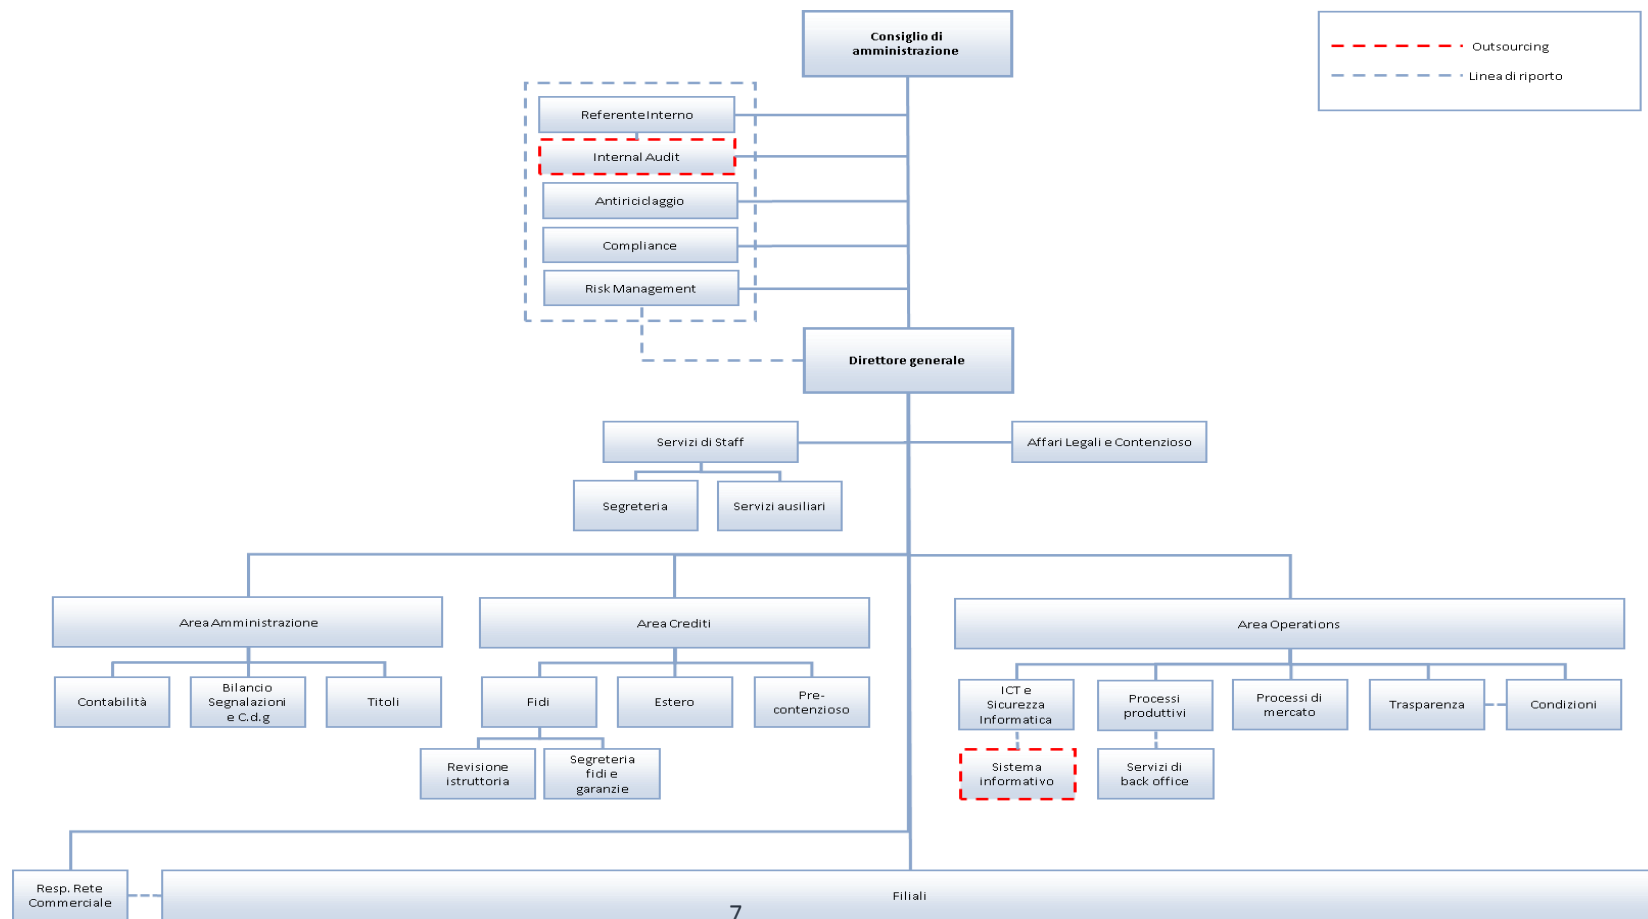 Consiglio di
amministrazione
Outsourcing
Linea di riporto
Referente Interno
Internal Audit
Antiriciclaggio
Compliance
Risk Management
Direttore generale
Servizi di Staff
Affari Legali e Contenzioso
Segreteria
Servizi ausiliari
Area Amministrazione
Area Crediti
Area Operations
Contabilità
Bilancio
Segnalazioni
e C.d.g
Titoli
Fidi
Estero
Pre-
contenzioso
ICT e
Sicurezza
Informatica
Processi
produttivi
Processi di
mercato
Trasparenza
Condizioni
Revisione
istruttoria
Segreteria
fidi e
garanzie
Sistema
informativo
Servizi di
back office
Resp. Rete
Commerciale
Filiali
7